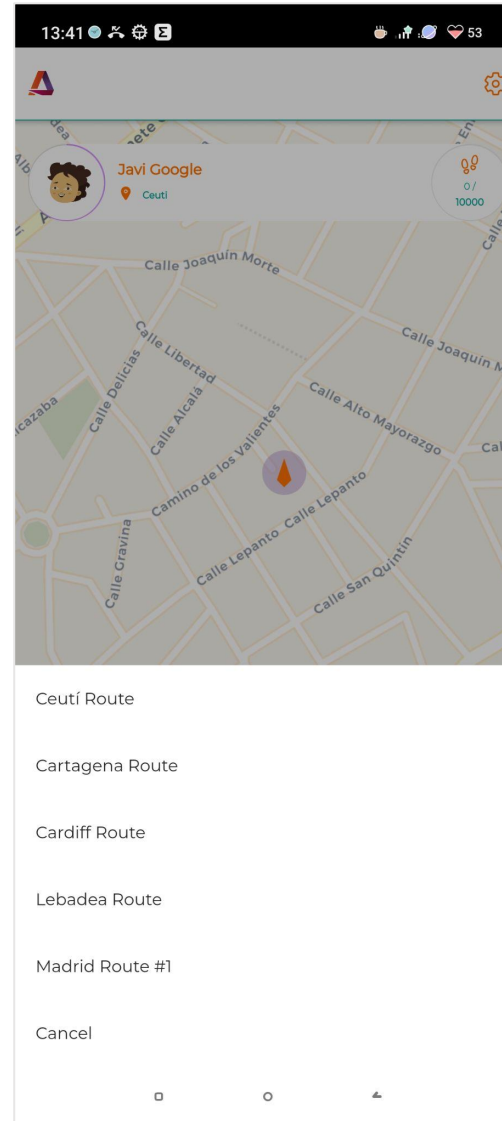 13:41
53
Javi Google
Ceuti
0 /
10000
Calle Joaquín Morte
Calle Libertad
Calle Delicias
Calle Alcalá
Calle Joaquín M
Calle Alto Mayorazgo
Camino de los Valientes
icazaba
Cal
Calle Gravina
Calle Lepanto
Calle Lepanto
Calle San Quintín
Ceutí Route
Cartagena Route
Cardiff Route
Lebadea Route
Madrid Route #1
Cancel